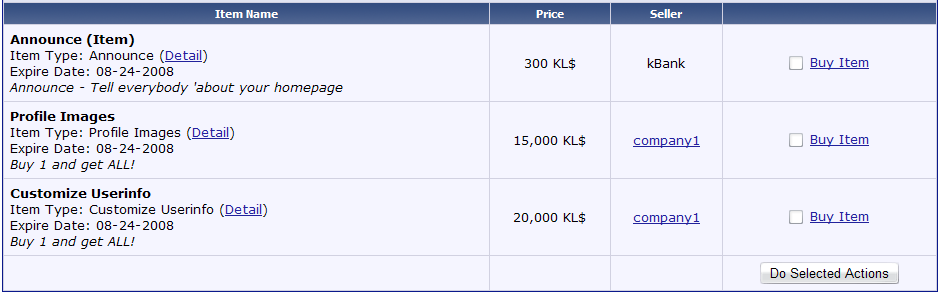 Item Name Price Seller
Announce (Item)
Item Type: Announce (Detail)
Expire Date: 08-24-2008
Announce - Tell everybody 'about your homepage
300 KL$
kBank
Buy Item
Profile Images
Item Type: Profile Images (Detail)
Expire Date: 08-24-2008
Buy 1 and get ALL!
15,000 KL$
company1
Buy Item
Customize Userinfo
Item Type: Customize Userinfo (Detail)
Expire Date: 08-24-2008
Buy 1 and get ALL!
20,000 KL$
company1
Buy Item
Do Selected Actions